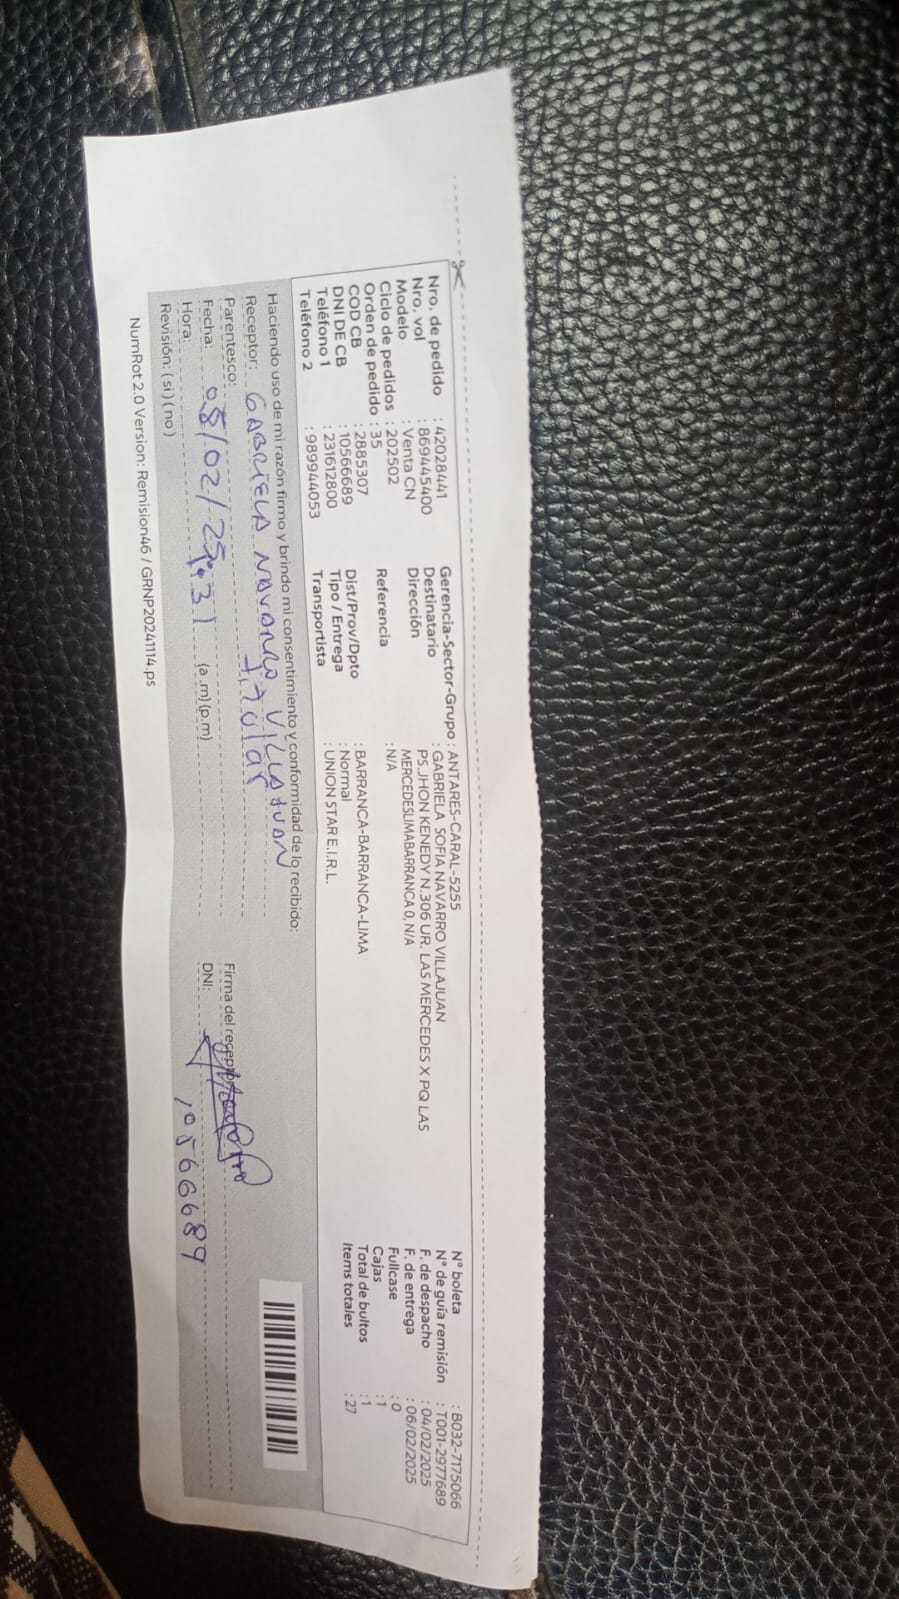 Nro. de pedido : 42028441
Nro. vol : 869445400
Modelo : Venta CN
Ciclo de pedidos : 202502
Orden de pedido : 35
COD CB : 2885307
DNI DE CB : 10566689
Teléfono 1 : 231612800
Teléfono 2 : 989944053
Gerencia-Sector-Grupo : ANTARES-CARAL-5255
Destinatario : GABRIELA SOFIA NAVARRO VILLAJUAN
Dirección PS.JHON KENEDY N.306 UR. LAS MERCEDES X PQ LAS
MERCEDESLIMABARRANCA 0, N/A
Referencia : N/A
Dist/Prov/Dpto : BARRANCA-BARRANCA-LIMA
Tipo / Entrega : Normal
Transportista : UNION STAR E.I.R.L.
N° boleta : B032-7175066
N° de guía remisión : T001-2977689
F. de despacho : 04/02/2025
F. de entrega : 06/02/2025
Fullcase : 0
Cajas : 1
Total de bultos : 1
Items totales : 27
Haciendo uso de mi razón firmo y brindo mi consentimiento y conformidad de lo recibido:
Receptor: GABRIELA NAVARRO VILLAJUAN
Parentesco: Titular
Fecha: 05/02/25
Hora: 1:31 (a .m) (p.m)
Revisión: ( si ) ( no )
Firma del receptor
DNI: 10566689
NumRot 2.0 Version: Remision46 / GRNP20241114.ps